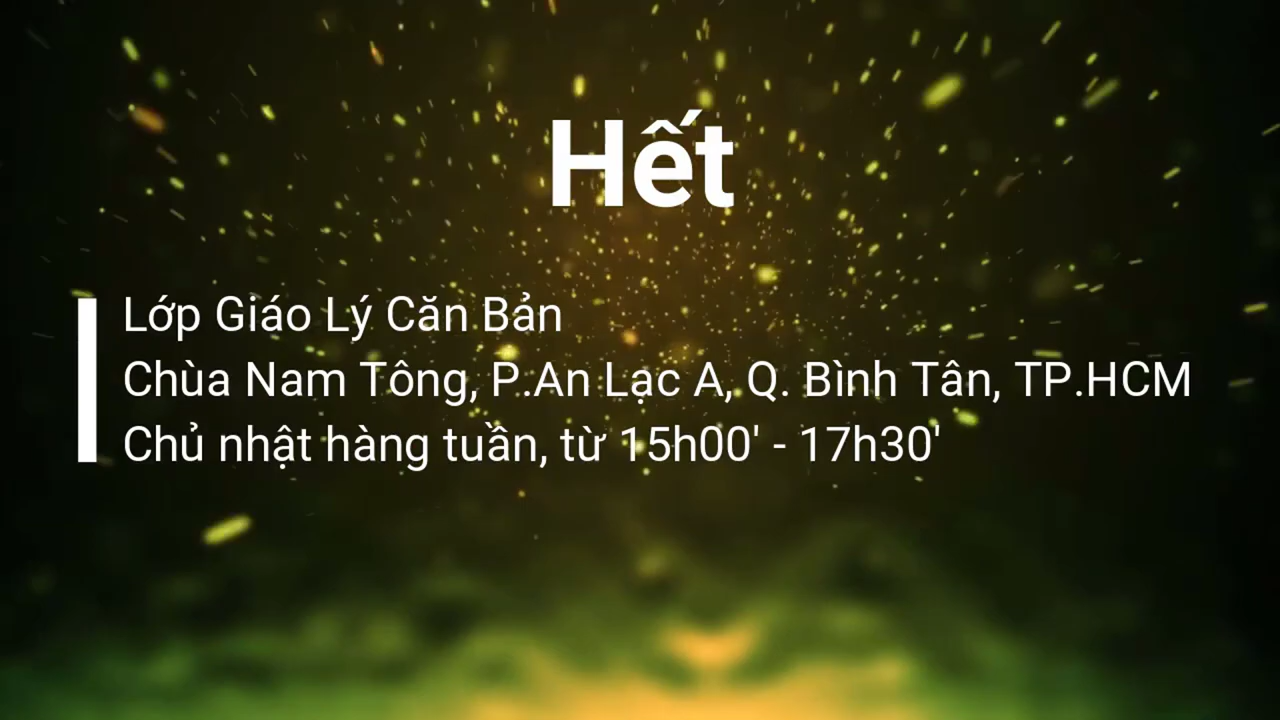 Hết
Lớp Giáo Lý Căn Bản
Chùa Nam Tông, P.An Lạc A, Q. Bình Tân, TP.HCM
Chủ nhật hàng tuần, từ 15h00' - 17h30'